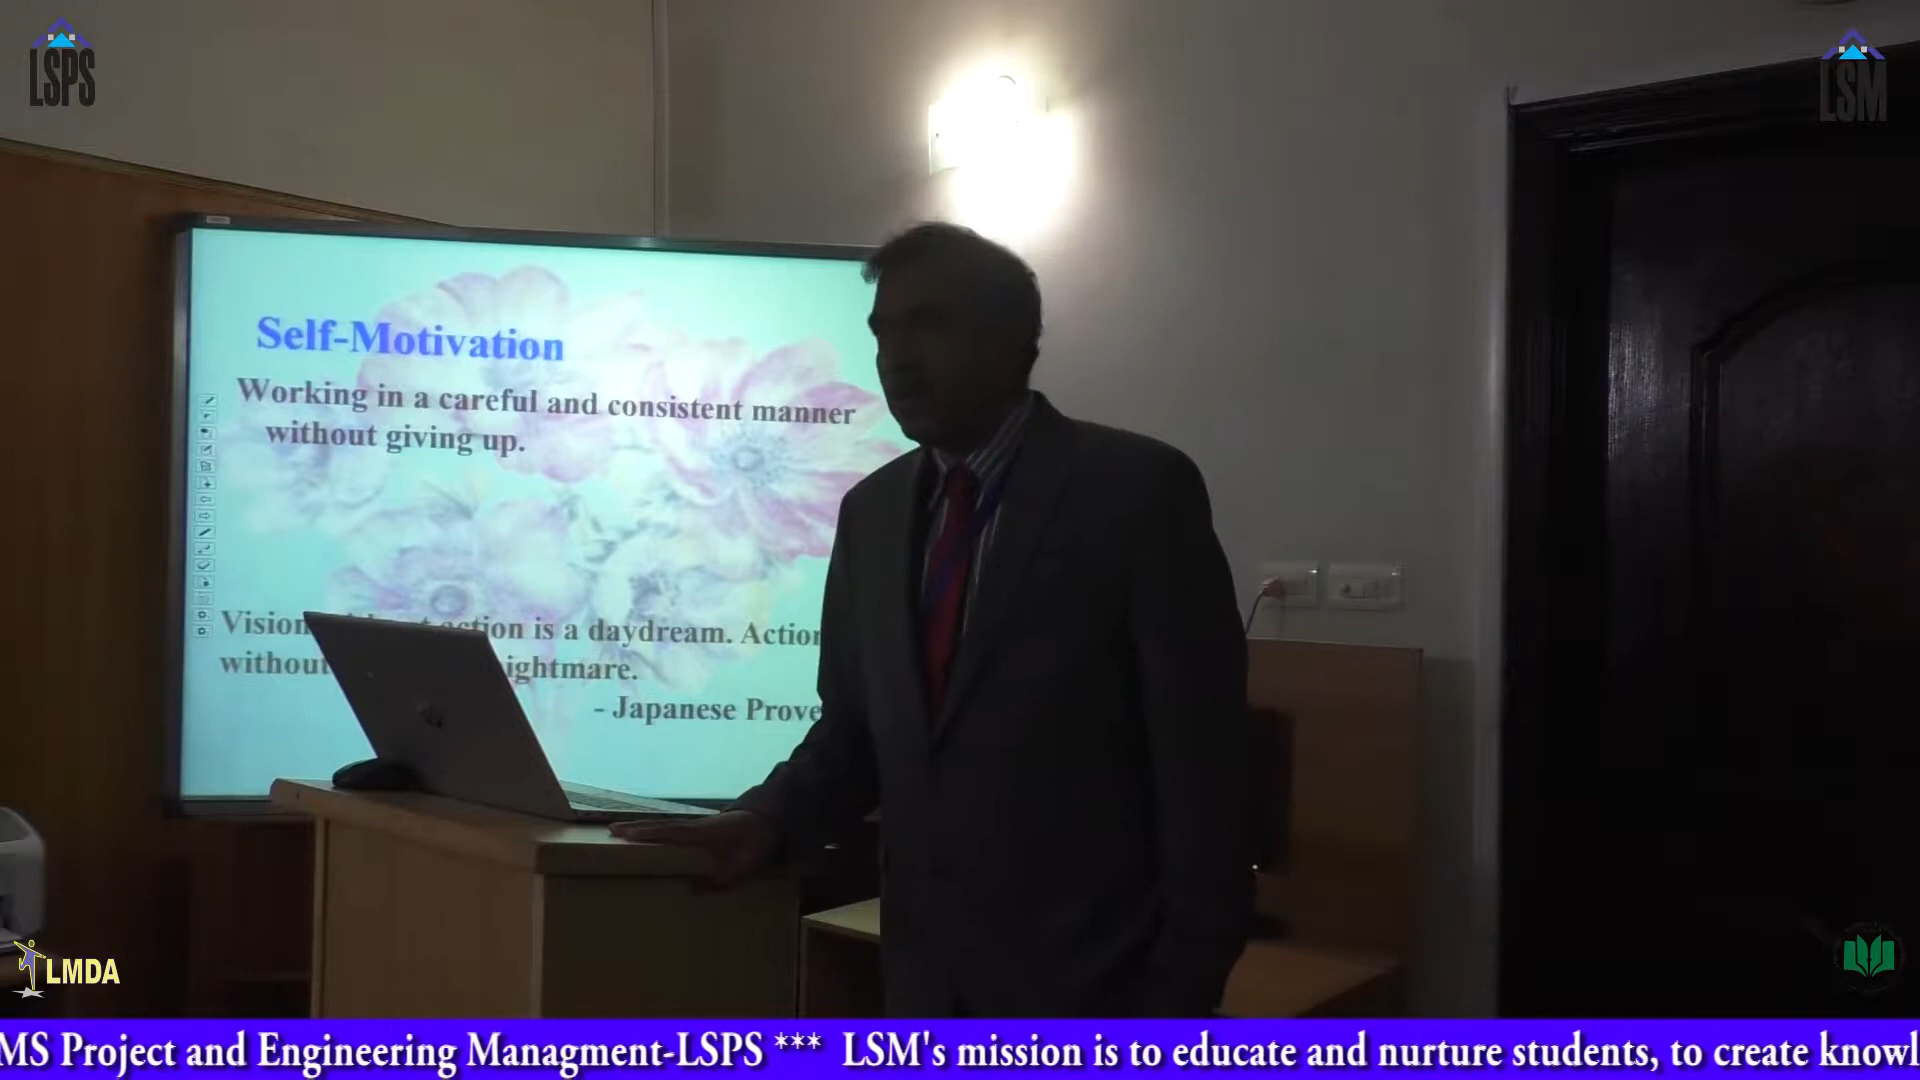 LSPS
LSM
Self-Motivation
Working in a careful and consistent manner
without giving up.
Vision action is a daydream. Action
without nightmare.
- Japanese Prove
LMDA
MS Project and Engineering Managment-LSPS *** LSM's mission is to educate and nurture students, to create knowl